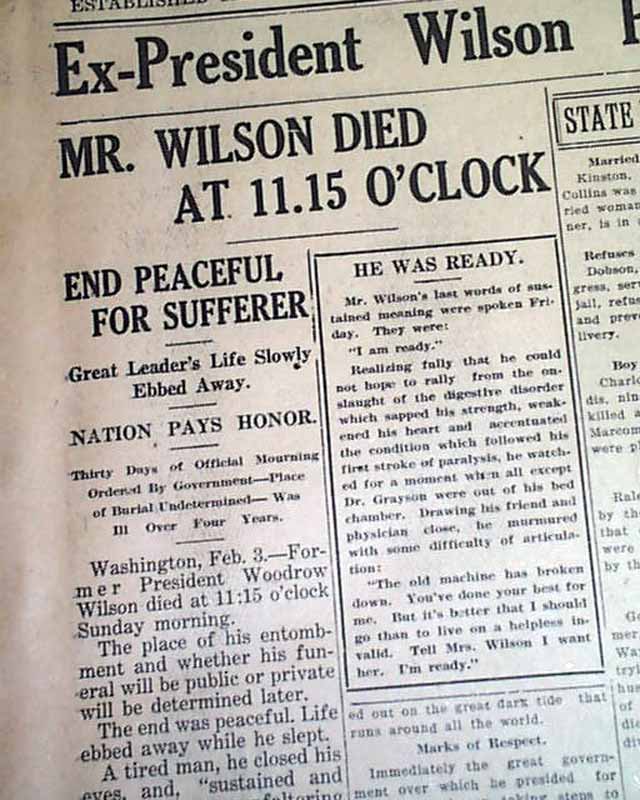 ESTABLISHED
Ex-President Wilson
MR. WILSON DIED
AT 11.15 O'CLOCK
END PEACEFUL
FOR SUFFERER
Great Leader's Life Slowly
Ebbed Away.
NATION PAYS HONOR.
Thirty Days of Official Mourning
Ordered By Government—Place
of Burial Undetermined—Was
Ill Over Four Years.
Washington, Feb. 3.—For-
mer President Woodrow
Wilson died at 11:15 o'clock
Sunday morning.
The place of his entomb-
ment and whether his fun-
eral will be public or private
will be determined later.
The end was peaceful. Life
ebbed away while he slept.
A tired man, he closed his
eyes, and, "sustained and
HE WAS READY.
Mr. Wilson's last words of sus-
tained meaning were spoken Fri-
day. They were:
"I am ready."
Realizing fully that he could
not hope to rally from the on-
slaught of the digestive disorder
which sapped his strength, weak-
ened his heart and accentuated
the condition which followed his
first stroke of paralysis, he watch-
ed for a moment when all except
Dr. Grayson were out of his bed
chamber. Drawing his friend and
physician close, he murmured
with some difficulty of articula-
tion:
"The old machine has broken
down. You've done your best for
me. But it's better that I should
go than to live on a helpless in-
valid. Tell Mrs. Wilson I want
her. I'm ready."
ed out on the great dark tide that
runs around all the world.
Marks of Respect.
Immediately the great govern-
ment over which he presided for
steps to
STATE
Married
Kinston,
Collins was
ried woman
ner, is in
Refuses
Dobson,
gress, ser
jail, refus
and prev
livery.
Boy
Charlo
dis, nin
killed a
Marcom
were pl
Rale
by the
that
were
by th